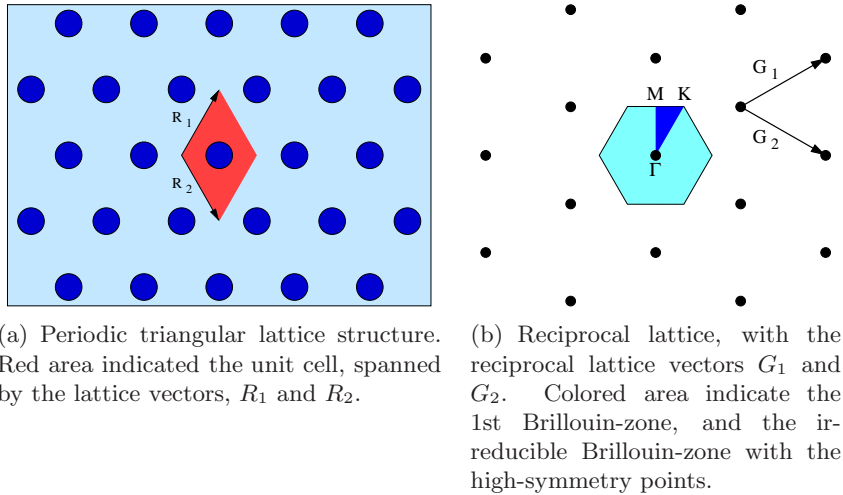 R 1
R 2
G 1
G 2
M K
Γ
(a) Periodic triangular lattice structure.
Red area indicated the unit cell, spanned
by the lattice vectors, R1 and R2.
(b) Reciprocal lattice, with the
reciprocal lattice vectors G1 and
G2. Colored area indicate the
1st Brillouin-zone, and the ir-
reducible Brillouin-zone with the
high-symmetry points.